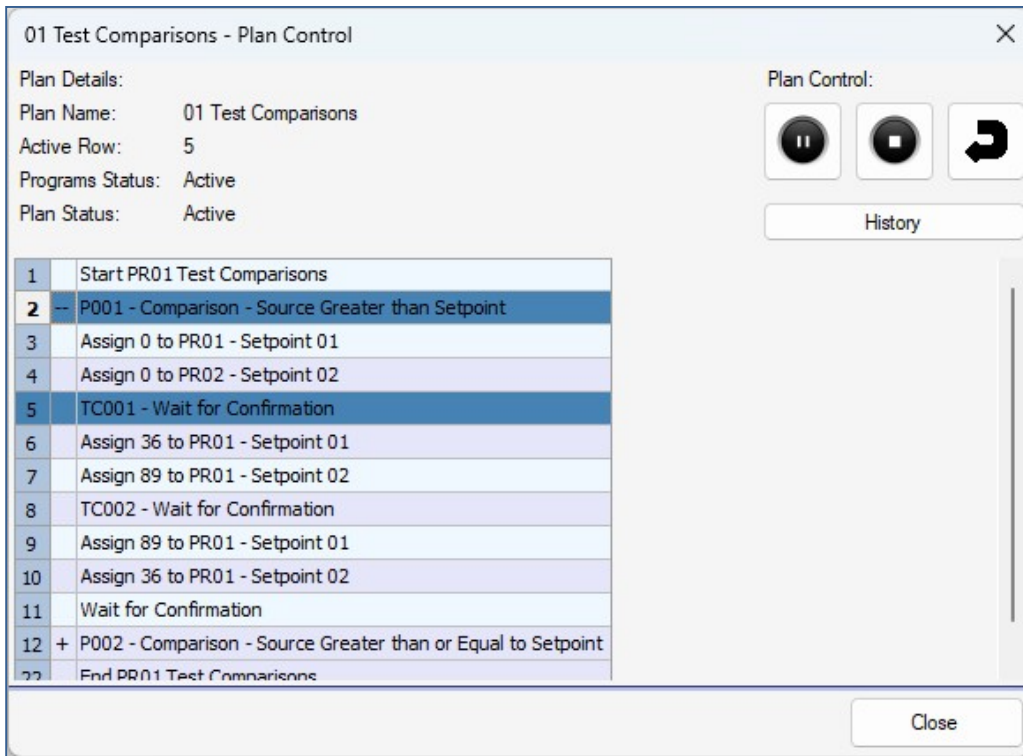 01 Test Comparisons - Plan Control
Plan Details:
Plan Control:
Plan Name: 01 Test Comparisons
Active Row: 5
Programs Status: Active
Plan Status: Active
History
1 Start PR01 Test Comparisons
2 -- P001 - Comparison - Source Greater than Setpoint
3 Assign 0 to PR01 - Setpoint 01
4 Assign 0 to PR02 - Setpoint 02
5 TC001 - Wait for Confirmation
6 Assign 36 to PR01 - Setpoint 01
7 Assign 89 to PR01 - Setpoint 02
8 TC002 - Wait for Confirmation
9 Assign 89 to PR01 - Setpoint 01
10 Assign 36 to PR01 - Setpoint 02
11 Wait for Confirmation
12 + P002 - Comparison - Source Greater than or Equal to Setpoint
22 End PR01 Test Comparisons
Close